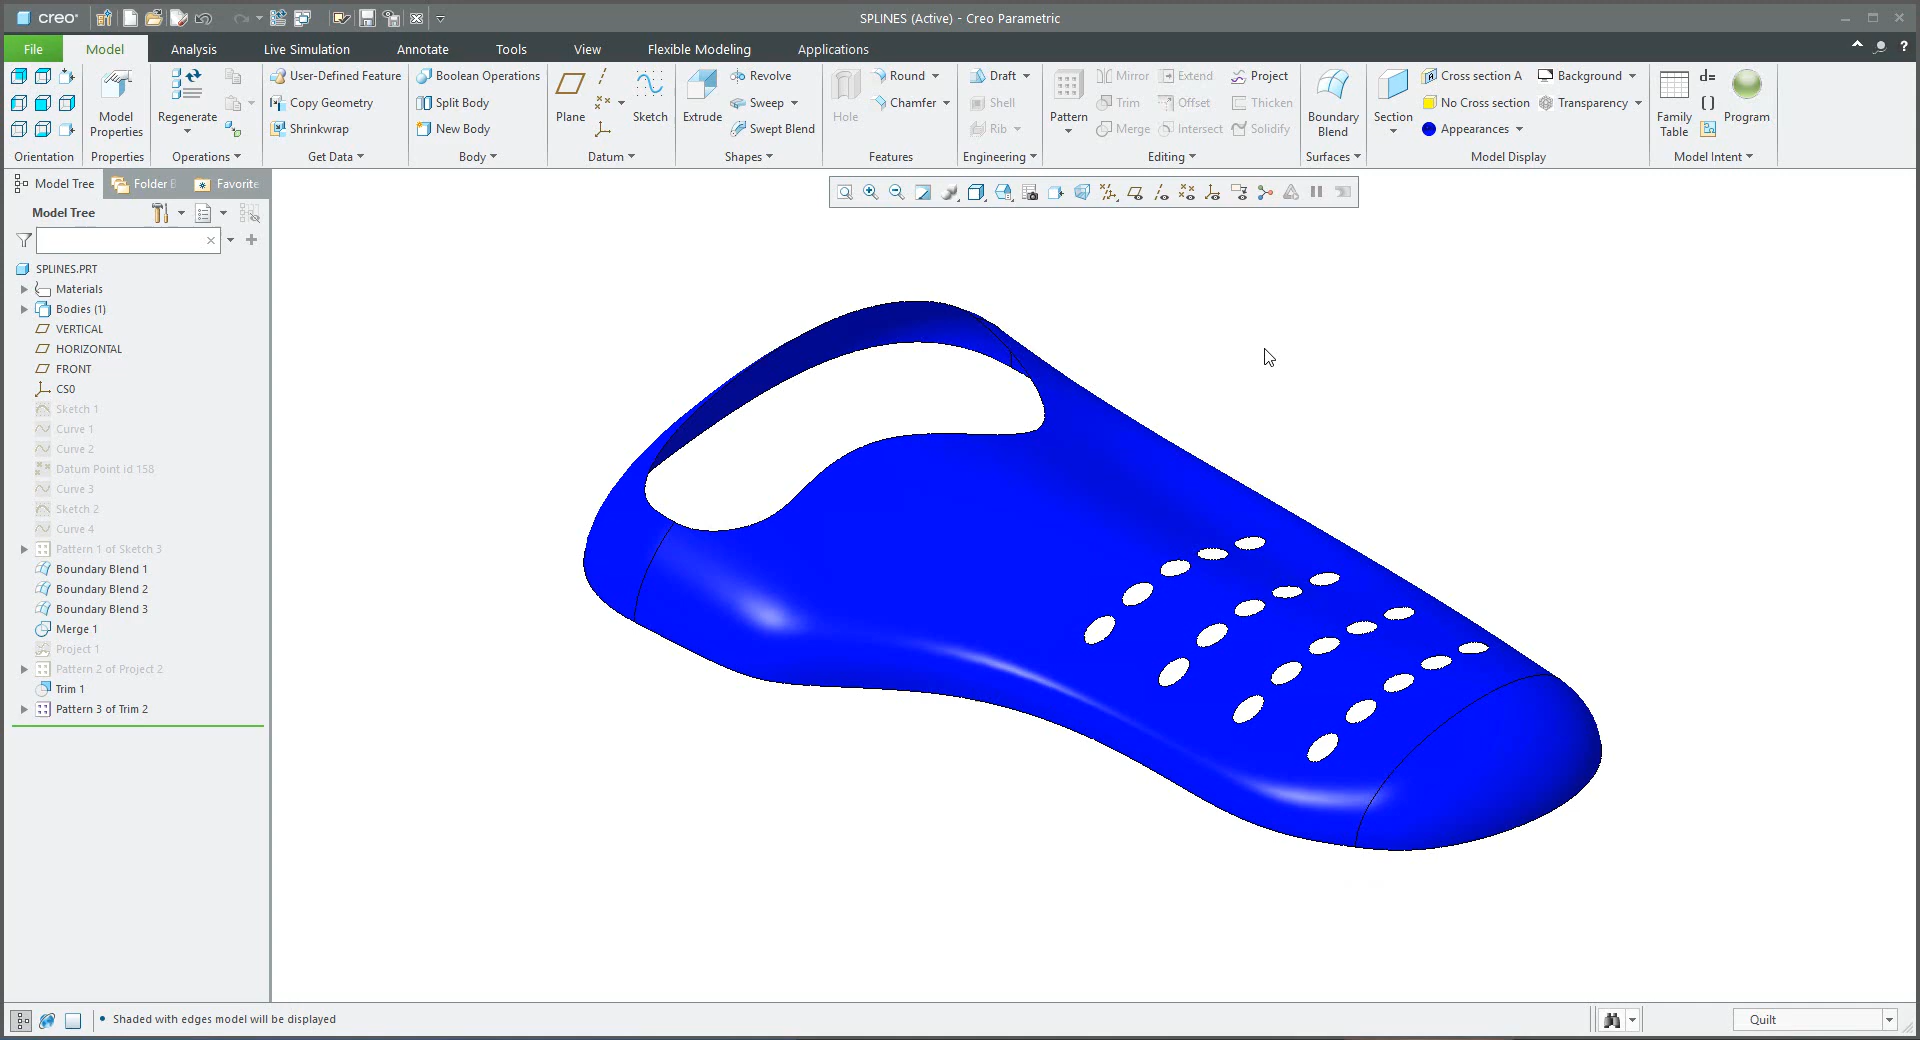 creo°
SPLINES (Active) - Creo Parametric
File Model Analysis Live Simulation Annotate Tools View Flexible Modeling Applications
Model Properties
Regenerate
User-Defined Feature
Copy Geometry
Shrinkwrap
Boolean Operations
Split Body
New Body
Plane
Sketch
Extrude
Revolve
Sweep
Swept Blend
Hole
Round
Chamfer
Draft
Shell
Rib
Pattern
Mirror Extend Project
Trim Offset Thicken
Merge Intersect Solidify
Boundary Blend
Section
Cross section A
No Cross section
Appearances
Background
Transparency
Family Table
d=
( )
Program
Orientation Properties Operations Get Data Body Datum Shapes Features Engineering Editing Surfaces Model Display Model Intent
Model Tree Folder B Favorite
Model Tree
SPLINES.PRT
Materials
Bodies (1)
VERTICAL
HORIZONTAL
FRONT
CS0
Sketch 1
Curve 1
Curve 2
Datum Point id 158
Curve 3
Sketch 2
Curve 4
Pattern 1 of Sketch 3
Boundary Blend 1
Boundary Blend 2
Boundary Blend 3
Merge 1
Project 1
Pattern 2 of Project 2
Trim 1
Pattern 3 of Trim 2
• Shaded with edges model will be displayed
Quilt